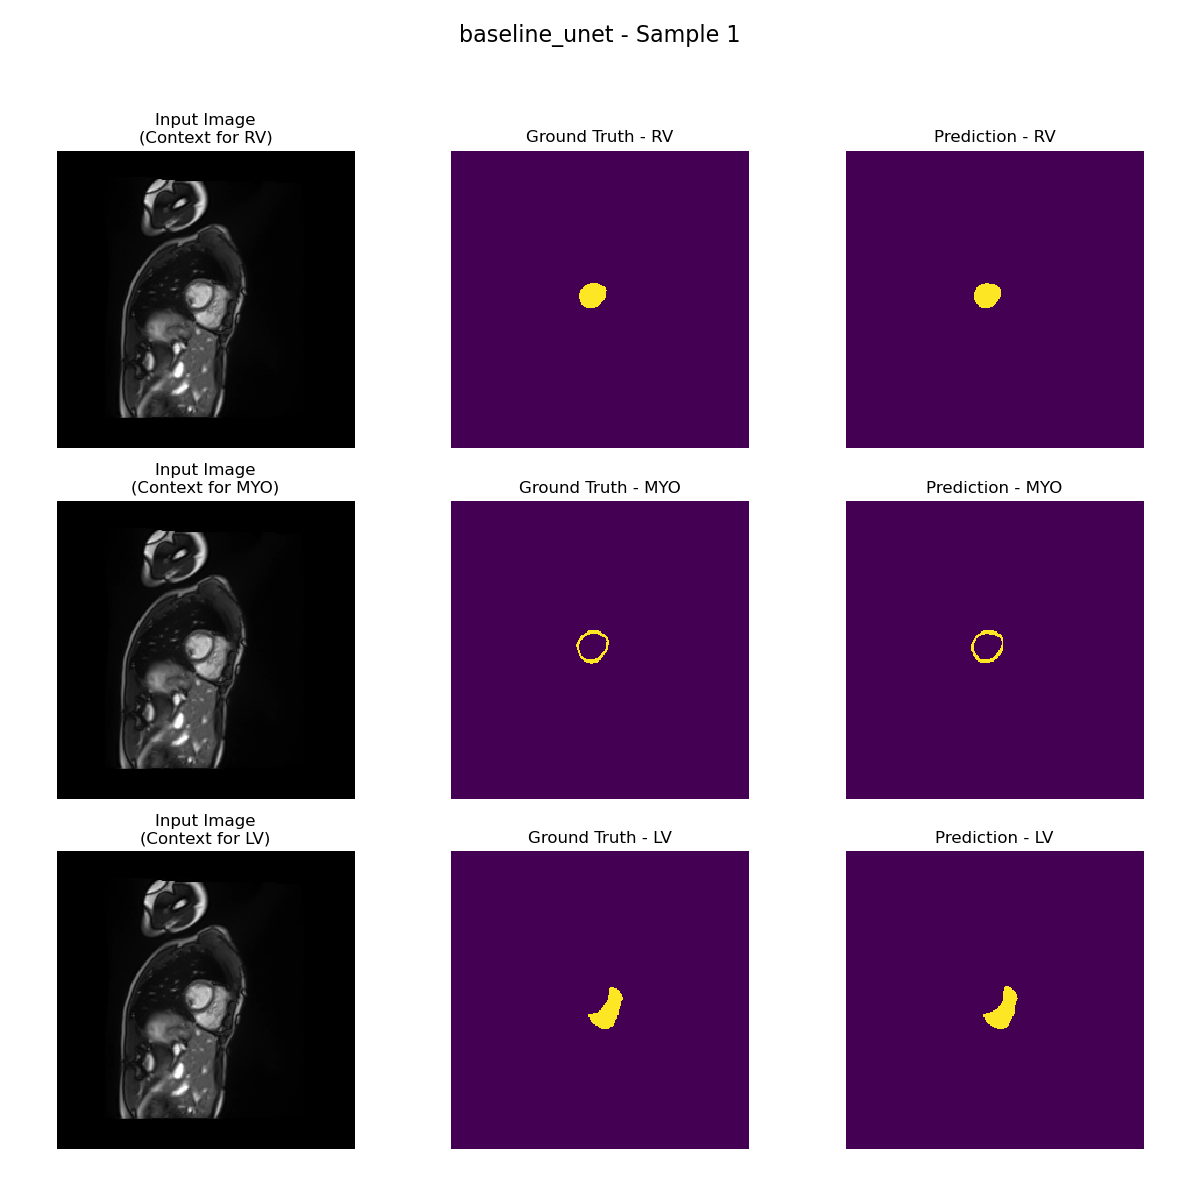 baseline_unet - Sample 1
Input Image
(Context for RV)
Ground Truth - RV
Prediction - RV
Input Image
(Context for MYO)
Ground Truth - MYO
Prediction - MYO
Input Image
(Context for LV)
Ground Truth - LV
Prediction - LV